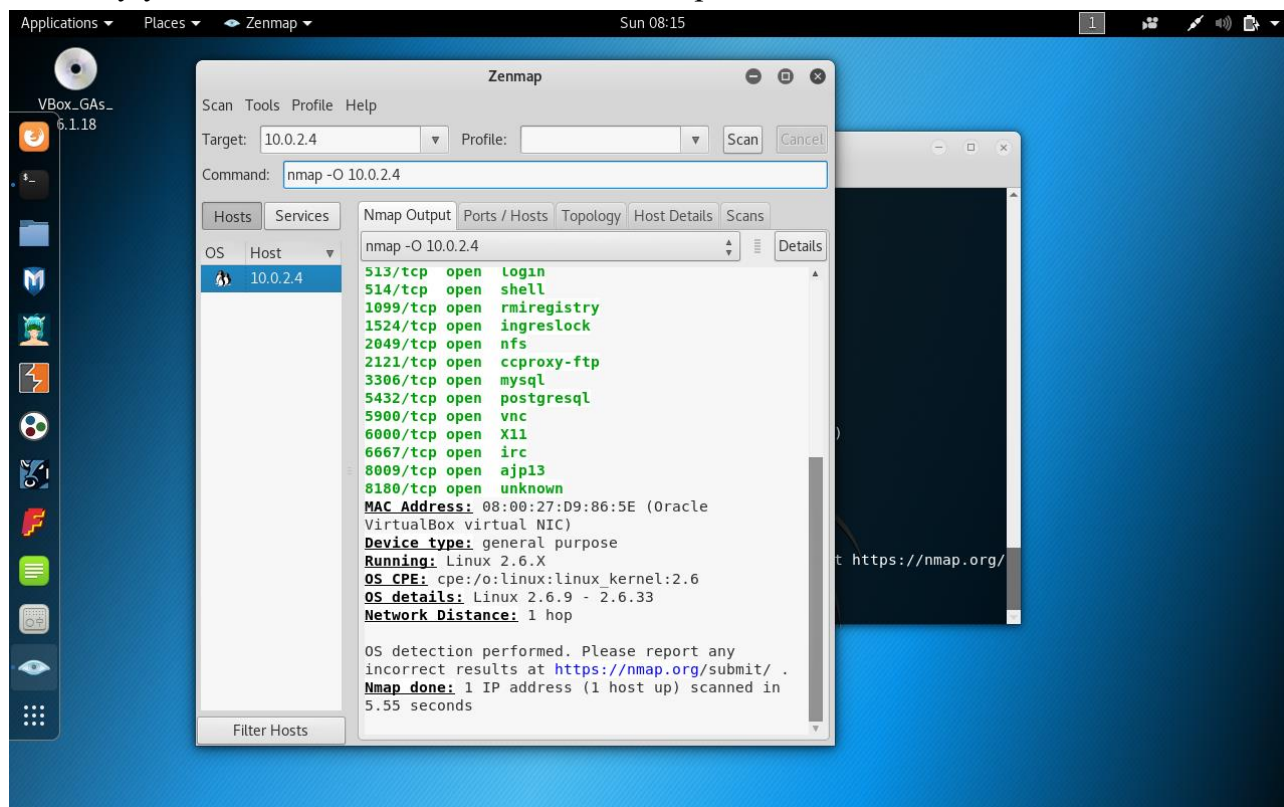 Applications Places Zenmap Sun 08:15 1
VBox_GAs_
6.1.18
Zenmap
Scan Tools Profile Help
Target: 10.0.2.4 Profile: Scan Cancel
Command: nmap -O 10.0.2.4
Hosts Services
Nmap Output Ports / Hosts Topology Host Details Scans
OS Host
nmap -O 10.0.2.4 Details
10.0.2.4
513/tcp open login
514/tcp open shell
1099/tcp open rmiregistry
1524/tcp open ingreslock
2049/tcp open nfs
2121/tcp open ccproxy-ftp
3306/tcp open mysql
5432/tcp open postgresql
5900/tcp open vnc
6000/tcp open X11
6667/tcp open irc
8009/tcp open ajp13
8180/tcp open unknown
MAC Address: 08:00:27:D9:86:5E (Oracle
VirtualBox virtual NIC)
Device type: general purpose
Running: Linux 2.6.X
OS CPE: cpe:/o:linux:linux_kernel:2.6
OS details: Linux 2.6.9 - 2.6.33
Network Distance: 1 hop
OS detection performed. Please report any
incorrect results at https://nmap.org/submit/ .
Nmap done: 1 IP address (1 host up) scanned in
5.55 seconds
Filter Hosts
)
t https://nmap.org/